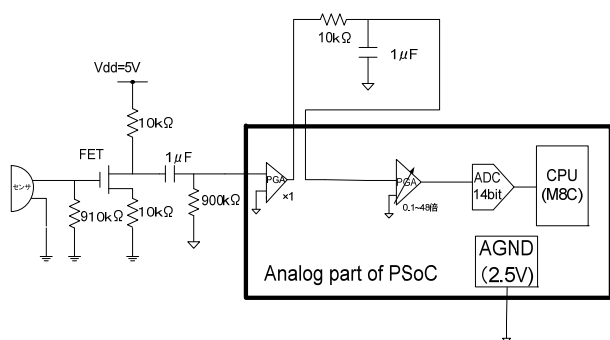 10kΩ
1μF
Vdd=5V
10kΩ
FET
1μF
センサ
910kΩ
10kΩ
900kΩ
PGA
×1
PGA
0.1~48倍
ADC
14bit
CPU
(M8C)
AGND
(2.5V)
Analog part of PSoC